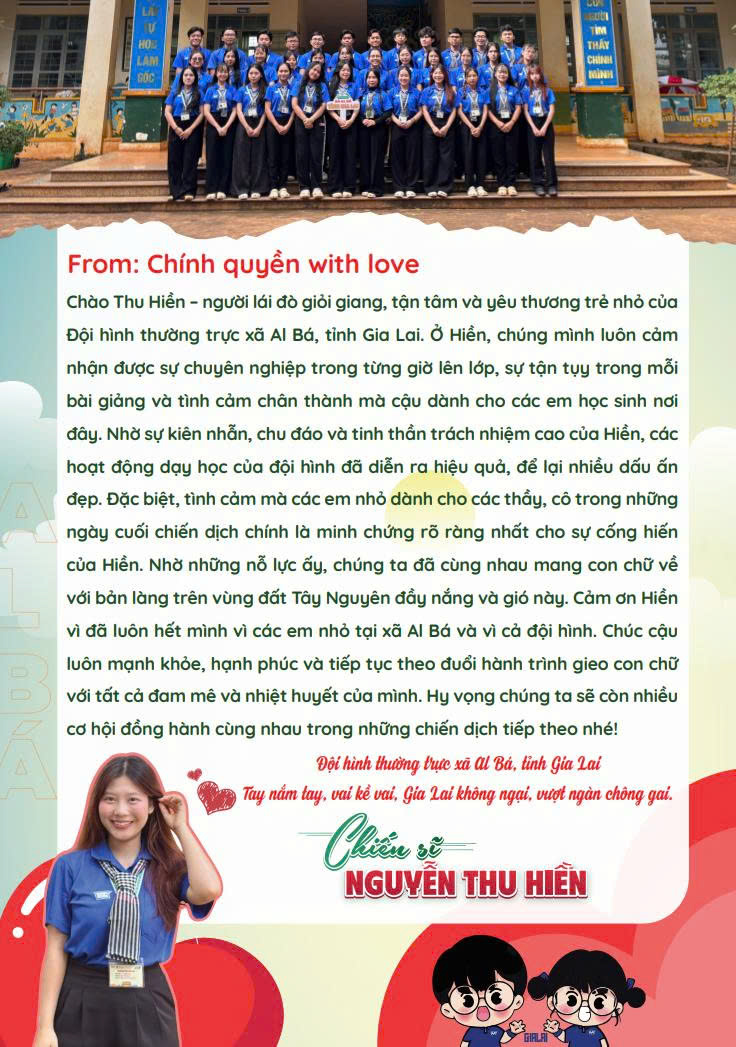 LẤY
TỰ
HỌC
LÀM
GỐC
CON
NGƯỜI
TÌM
THẤY
CHÍNH
MÌNH
From: Chính quyền with love
Chào Thu Hiền – người lái đò giỏi giang, tận tâm và yêu thương trẻ nhỏ của
Đội hình thường trực xã Al Bá, tỉnh Gia Lai. Ở Hiền, chúng mình luôn cảm
nhận được sự chuyên nghiệp trong từng giờ lên lớp, sự tận tụy trong mỗi
bài giảng và tình cảm chân thành mà cậu dành cho các em học sinh nơi
đây. Nhờ sự kiên nhẫn, chu đáo và tinh thần trách nhiệm cao của Hiền, các
hoạt động dạy học của đội hình đã diễn ra hiệu quả, để lại nhiều dấu ấn
đẹp. Đặc biệt, tình cảm mà các em nhỏ dành cho các thầy, cô trong những
ngày cuối chiến dịch chính là minh chứng rõ ràng nhất cho sự cống hiến
của Hiền. Nhờ những nỗ lực ấy, chúng ta đã cùng nhau mang con chữ về
với bản làng trên vùng đất Tây Nguyên đầy nắng và gió này. Cảm ơn Hiền
vì đã luôn hết mình vì các em nhỏ tại xã Al Bá và vì cả đội hình. Chúc cậu
luôn mạnh khỏe, hạnh phúc và tiếp tục theo đuổi hành trình gieo con chữ
với tất cả đam mê và nhiệt huyết của mình. Hy vọng chúng ta sẽ còn nhiều
cơ hội đồng hành cùng nhau trong những chiến dịch tiếp theo nhé!
AL BÁ
Đội hình thường trực xã Al Bá, tỉnh Gia Lai
Tay nắm tay, vai kề vai, Gia Lai không ngại, vượt ngàn chông gai.
Chiến sĩ
NGUYỄN THU HIỀN
GIALAI